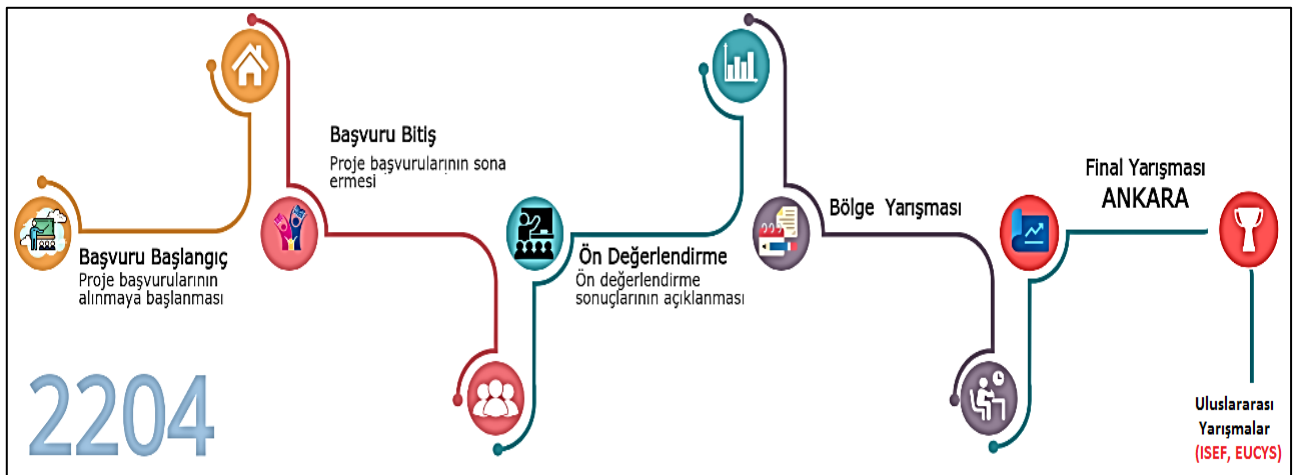 Başvuru Başlangıç
Proje başvurularının
alınmaya başlanması
Başvuru Bitiş
Proje başvurularının sona
ermesi
Ön Değerlendirme
Ön değerlendirme
sonuçlarının açıklanması
Bölge Yarışması
Final Yarışması
ANKARA
Uluslararası
Yarışmalar
(ISEF, EUCYS)
2204